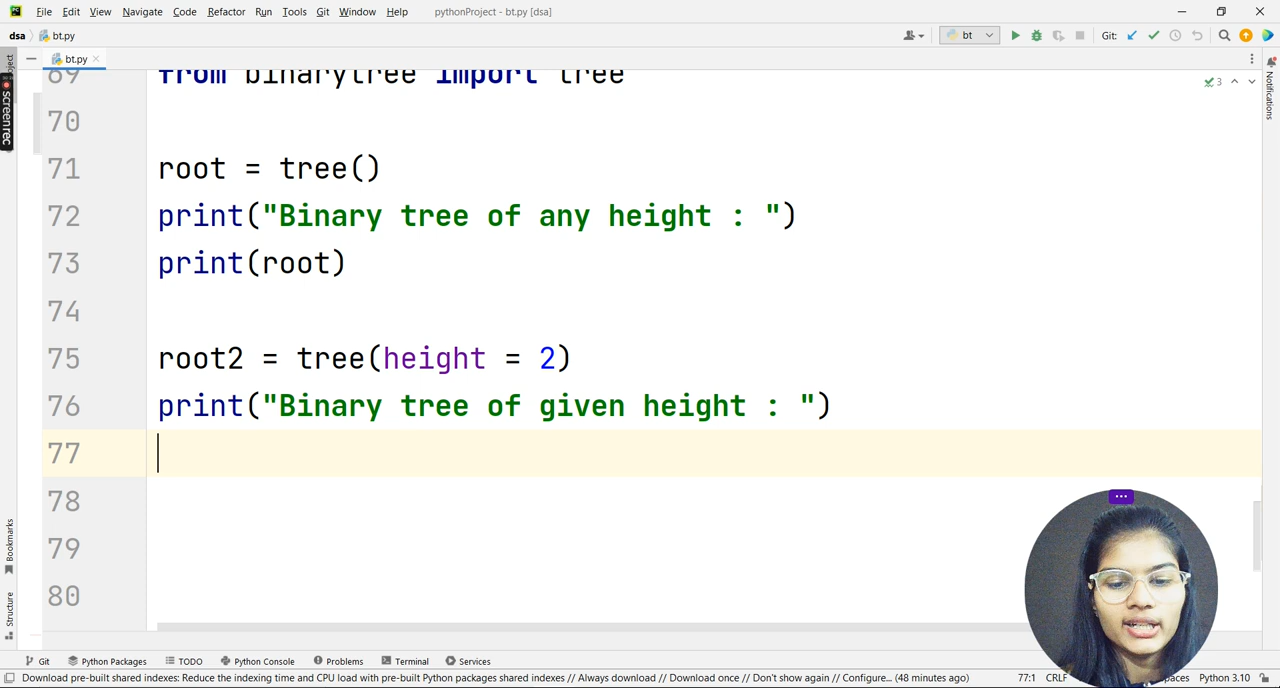 File Edit View Navigate Code Refactor Run Tools Git Window Help pythonProject - bt.py [dsa]
dsa bt.py bt Git:
bt.py
3
Notifications
screenrec
69 from binarytree import tree
70
71 root = tree()
72 print("Binary tree of any height : ")
73 print(root)
74
75 root2 = tree(height = 2)
76 print("Binary tree of given height : ")
77
78
79
80
Bookmarks
Structure
Git Python Packages TODO Python Console Problems Terminal Services
Download pre-built shared indexes: Reduce the indexing time and CPU load with pre-built Python packages shared indexes // Always download // Download once // Don't show again // Configure... (48 minutes ago) 77:1 CRLF Python 3.10